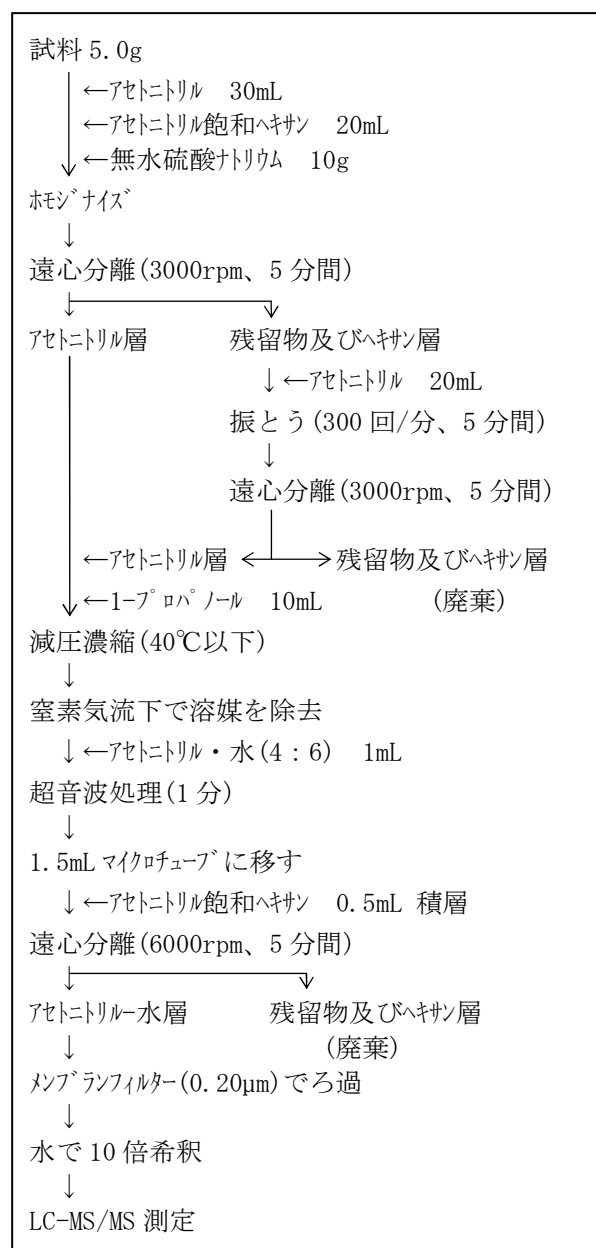 試料 5.0g
←ｱｾﾄﾆﾄﾘﾙ 30mL
←ｱｾﾄﾆﾄﾘﾙ飽和ﾍｷｻﾝ 20mL
←無水硫酸ﾅﾄﾘｳﾑ 10g
ﾎﾓｼﾞﾅｲｽﾞ
↓
遠心分離(3000rpm、5 分間)
↓
ｱｾﾄﾆﾄﾘﾙ層 残留物及びﾍｷｻﾝ層
↓←ｱｾﾄﾆﾄﾘﾙ 20mL
振とう(300 回/分、5 分間)
↓
遠心分離(3000rpm、5 分間)
←ｱｾﾄﾆﾄﾘﾙ層 残留物及びﾍｷｻﾝ層
←1-ﾌﾟﾛﾊﾟﾉｰﾙ 10mL (廃棄)
減圧濃縮(40℃以下)
↓
窒素気流下で溶媒を除去
↓←ｱｾﾄﾆﾄﾘﾙ・水(4：6) 1mL
超音波処理(1 分)
↓
1.5mL ﾏｲｸﾛﾁｭｰﾌﾞに移す
↓←ｱｾﾄﾆﾄﾘﾙ飽和ﾍｷｻﾝ 0.5mL 積層
遠心分離(6000rpm、5 分間)
↓
ｱｾﾄﾆﾄﾘﾙｰ水層 残留物及びﾍｷｻﾝ層
↓ (廃棄)
ﾒﾝﾌﾞﾗﾝﾌｨﾙﾀｰ(0.20µm)でろ過
↓
水で 10 倍希釈
↓
LC-MS/MS 測定